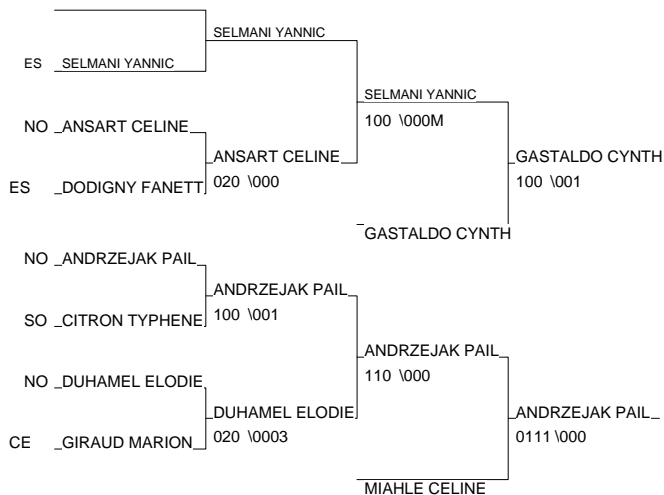 SELMANI YANNIC
ES SELMANI YANNIC
SELMANI YANNIC
100 \000M
NO ANSART CELINE
ANSART CELINE
020 \000
GASTALDO CYNTH
100 \001
ES DODIGNY FANETT
GASTALDO CYNTH
NO ANDRZEJAK PAIL
ANDRZEJAK PAIL
100 \001
SO CITRON TYPHENE
ANDRZEJAK PAIL
110 \000
NO DUHAMEL ELODIE
DUHAMEL ELODIE
020 \0003
ANDRZEJAK PAIL
0111 \000
CE GIRAUD MARION
MIAHLE CELINE